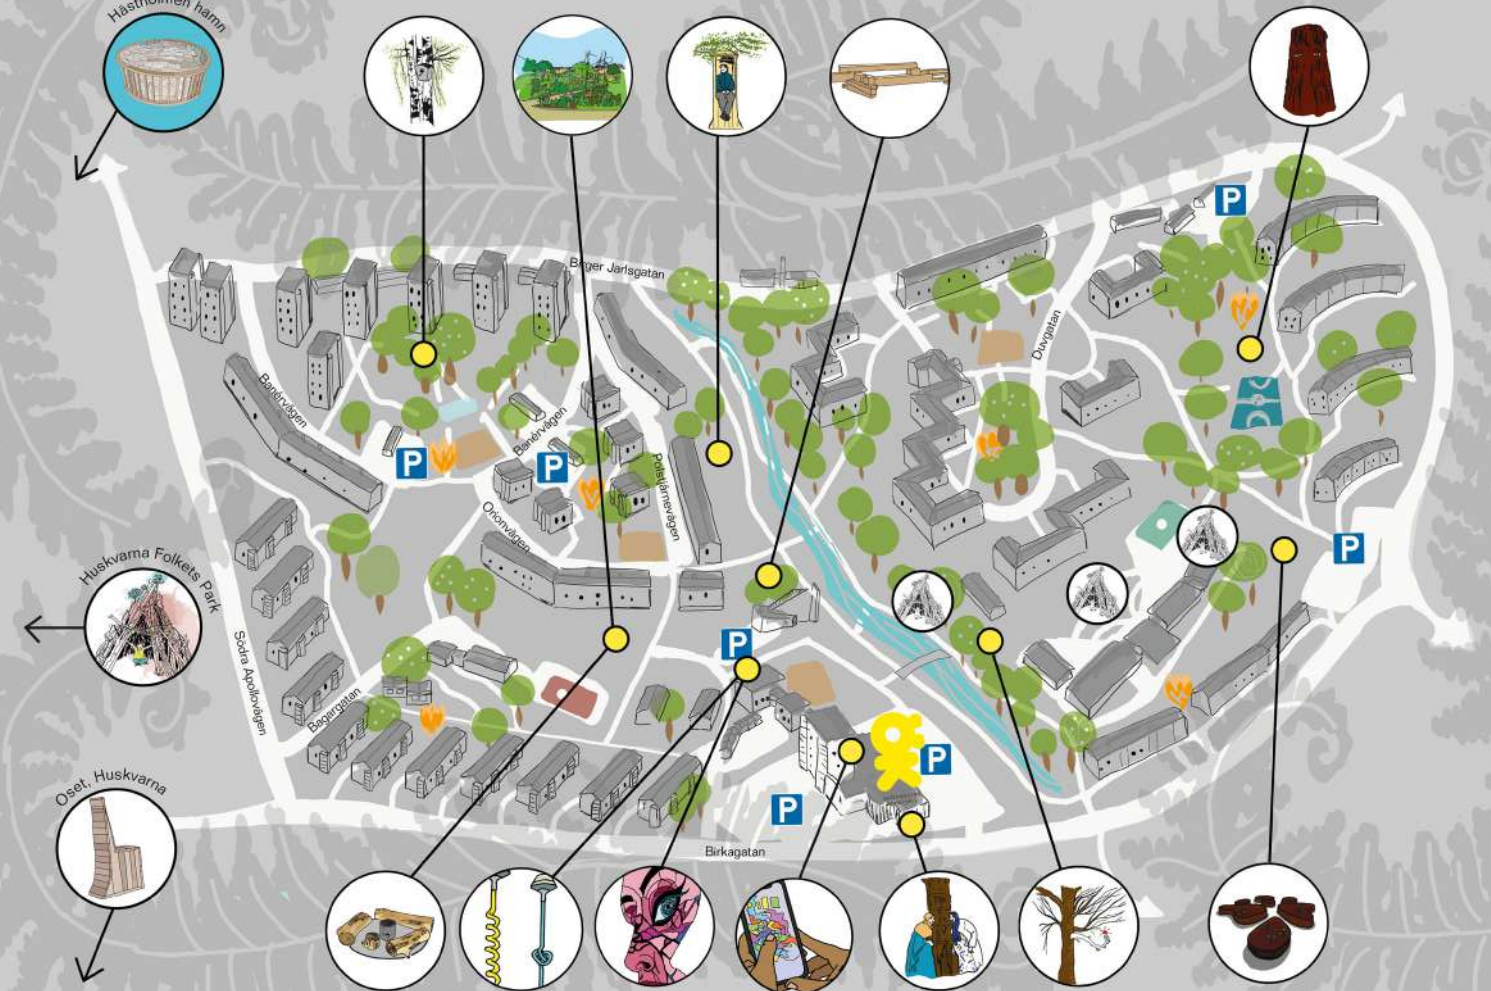 Hästholmen hamn
P
Birger Jarlsgatan
Duvgatan
Banérvägen
Banérvägen
P
P
Polstjärnevägen
Orionvägen
P
Huskvarna Folkets Park
Södra Apollovägen
P
Bagargatan
P
P
Oset, Huskvarna
Birkagatan